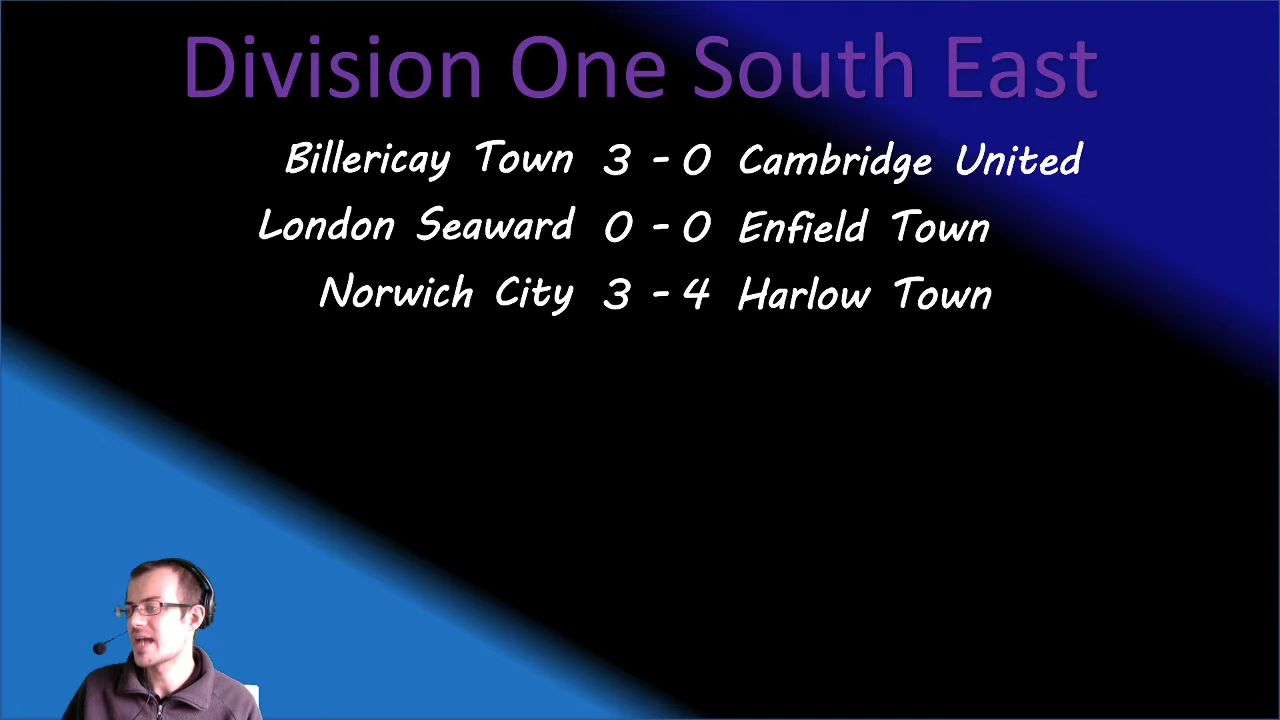 Division One South East
Billericay Town 3 - 0 Cambridge United
London Seaward 0 - 0 Enfield Town
Norwich City 3 - 4 Harlow Town